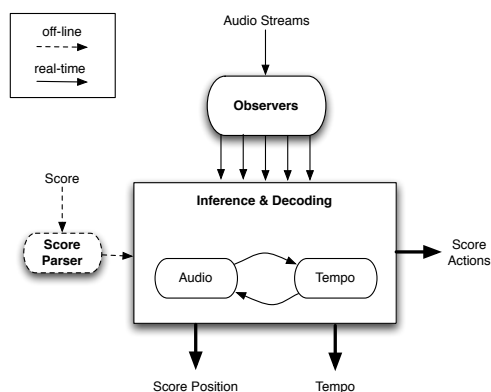 off-line
real-time
Audio Streams
Observers
Score
Score
Parser
Inference & Decoding
Audio
Tempo
Score
Actions
Score Position
Tempo